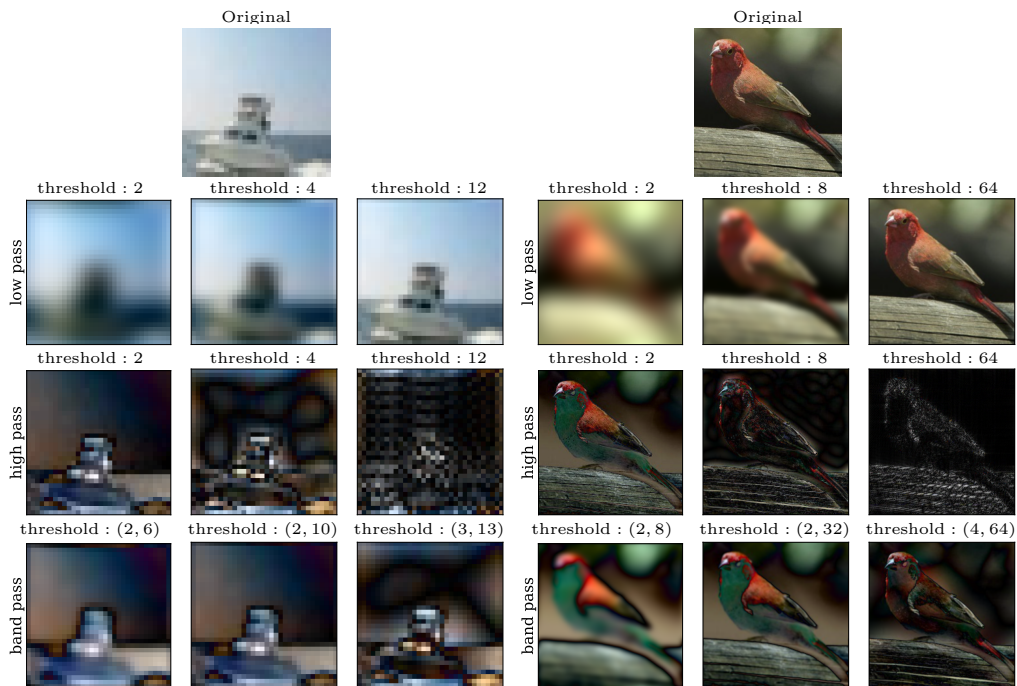 Original Original
threshold : 2 threshold : 4 threshold : 12 threshold : 2 threshold : 8 threshold : 64
low pass low pass
threshold : 2 threshold : 4 threshold : 12 threshold : 2 threshold : 8 threshold : 64
high pass high pass
threshold : (2, 6) threshold : (2, 10) threshold : (3, 13) threshold : (2, 8) threshold : (2, 32) threshold : (4, 64)
band pass band pass